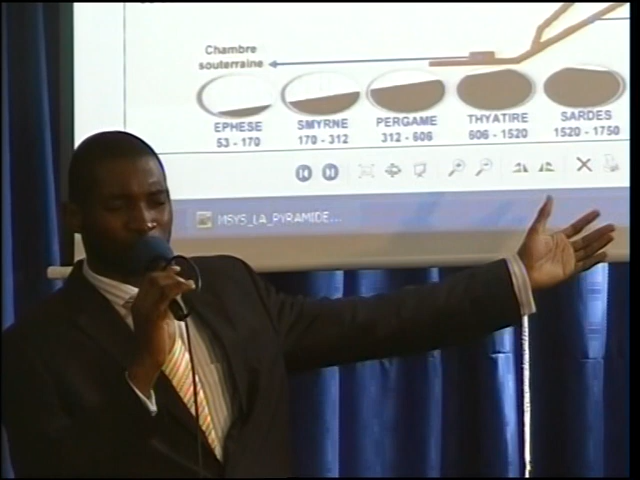 Chambre
souterraine
EPHESE SMYRNE PERGAME THYATIRE SARDES
53 - 170 170 - 312 312 - 606 606 - 1520 1520 - 1750
MSYS_LA_PYRAMIDE...